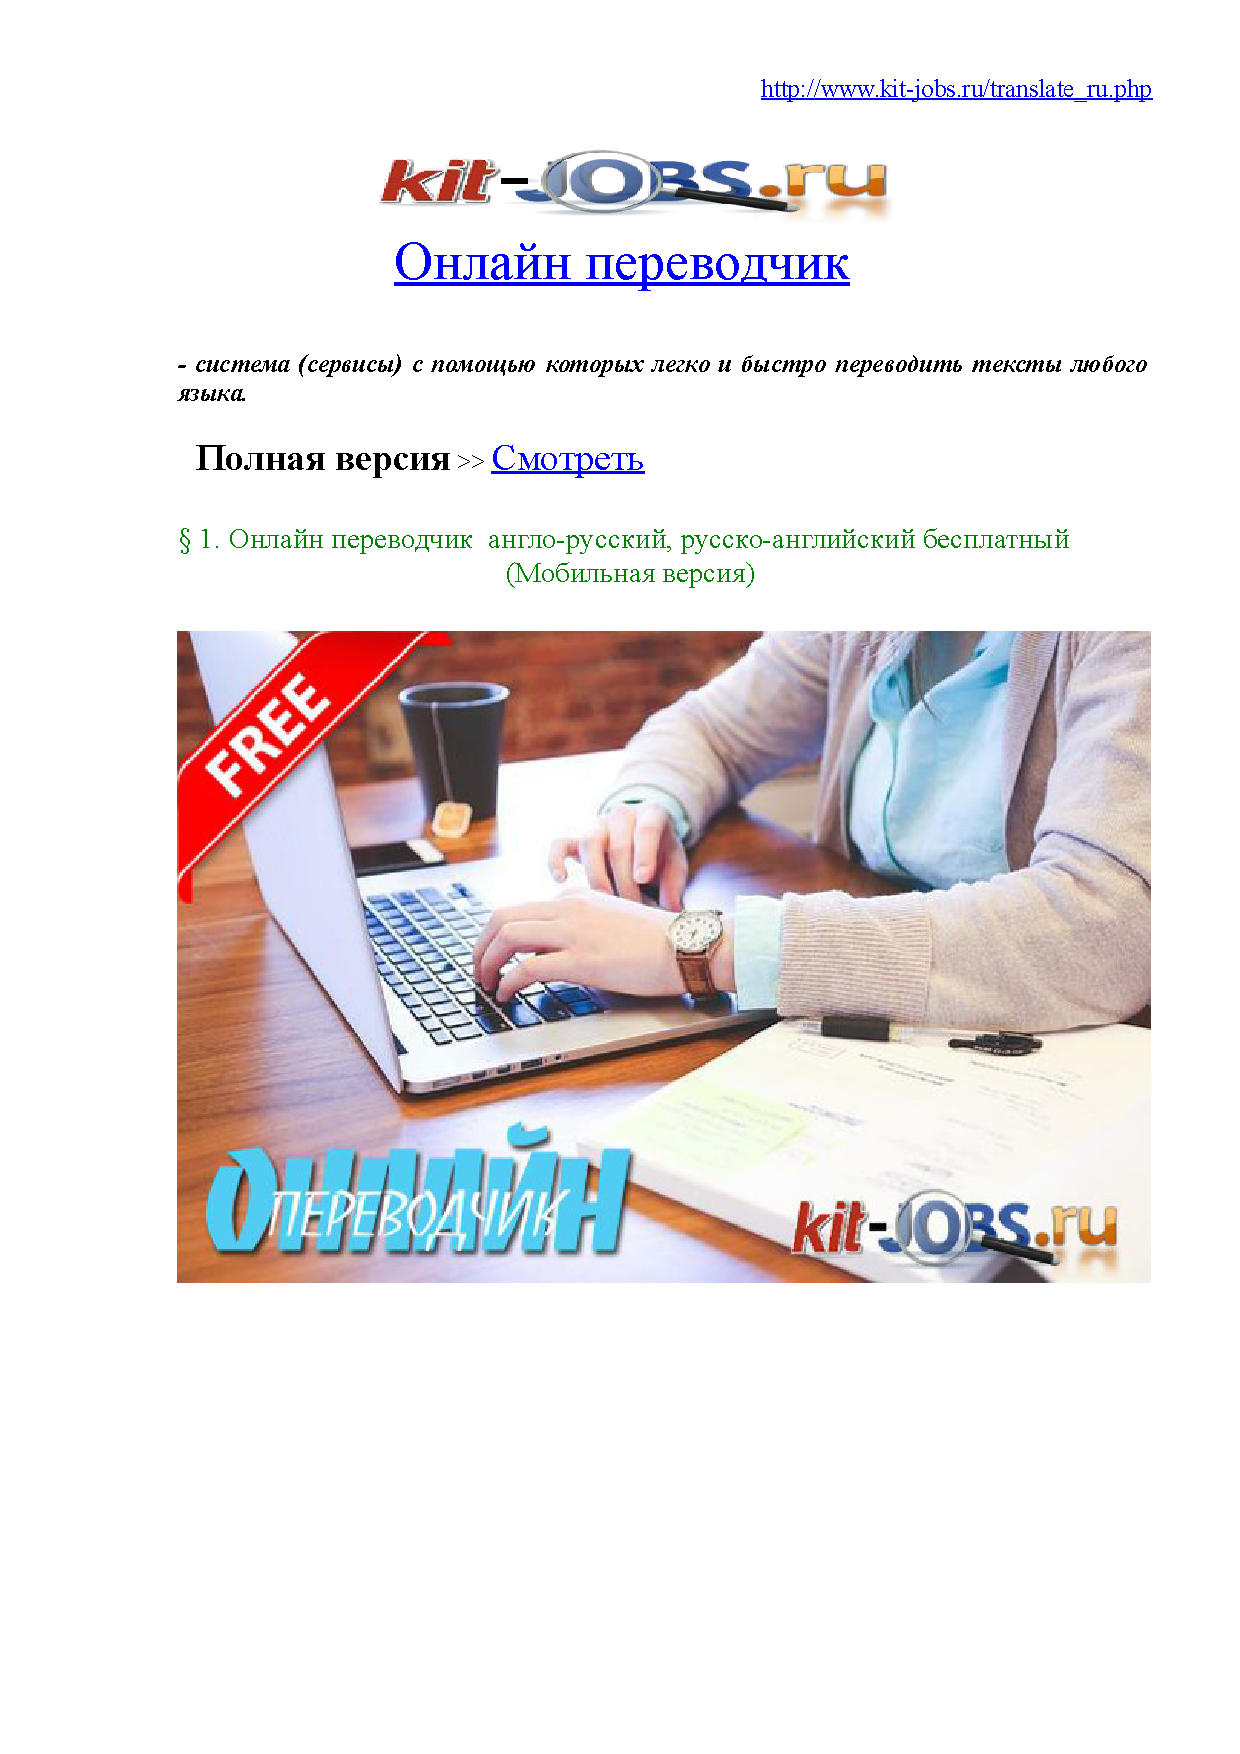 http://www.kit-jobs.ru/translate_ru.php
kit-JOBS.ru
Онлайн переводчик
- система (сервисы) с помощью которых легко и быстро переводить тексты любого
языка.
Полная версия >> Смотреть
§ 1. Онлайн переводчик англо-русский, русско-английский бесплатный
(Мобильная версия)
FREE
ОНЛАЙН
ПЕРЕВОДЧИК
kit-JOBS.ru